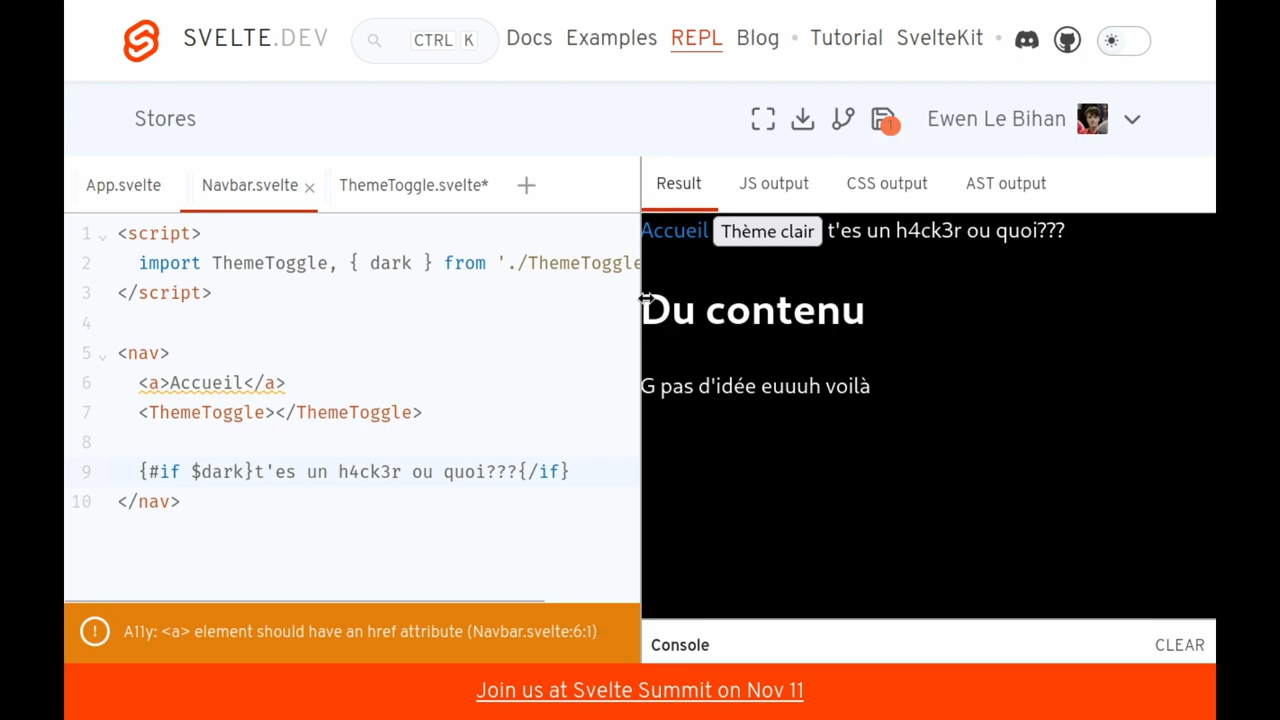 SVELTE.DEV CTRL K Docs Examples REPL Blog • Tutorial SvelteKit •
Stores 1 Ewen Le Bihan
App.svelte Navbar.svelte × ThemeToggle.svelte* +
Result JS output CSS output AST output
1 <script>
2 import ThemeToggle, { dark } from './ThemeToggle
3 </script>
4
5 <nav>
6 <a>Accueil</a>
7 <ThemeToggle></ThemeToggle>
8
9 {#if $dark}t'es un h4ck3r ou quoi???{/if}
10 </nav>
! A11y: <a> element should have an href attribute (Navbar.svelte:6:1)
Accueil Thème clair t'es un h4ck3r ou quoi???
Du contenu
G pas d'idée euuuh voilà
Console CLEAR
Join us at Svelte Summit on Nov 11